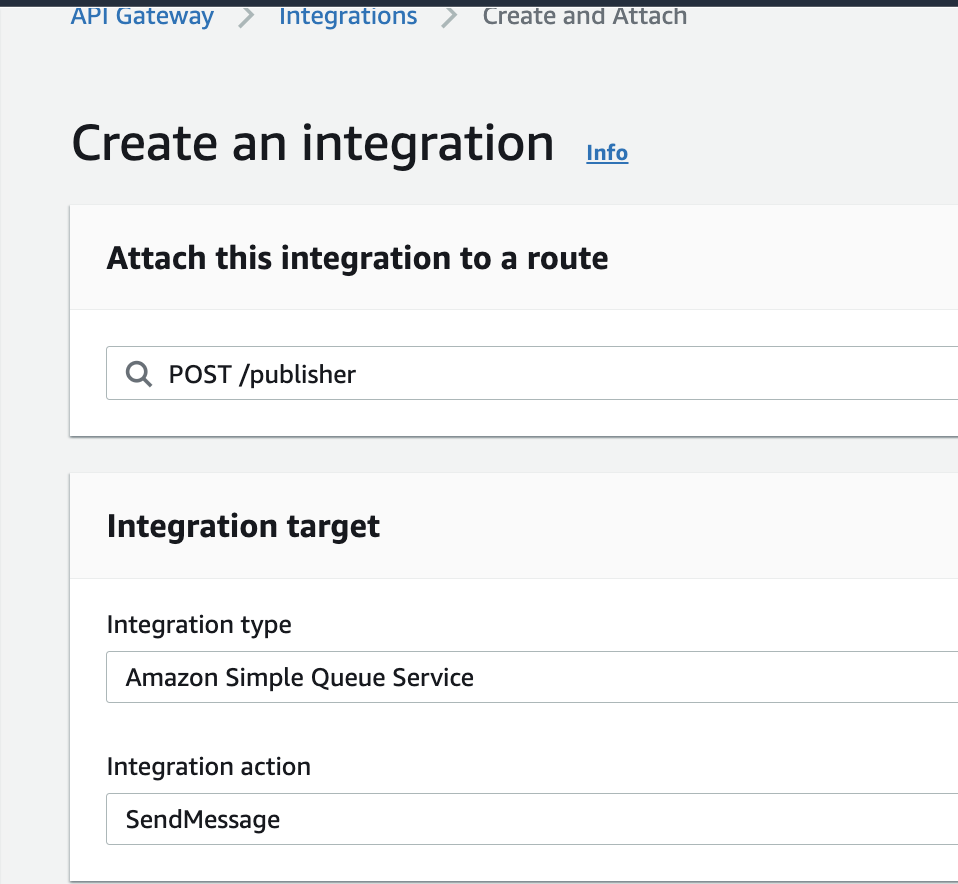 API Gateway > Integrations > Create and Attach
Create an integration Info
Attach this integration to a route
POST /publisher
Integration target
Integration type
Amazon Simple Queue Service
Integration action
SendMessage